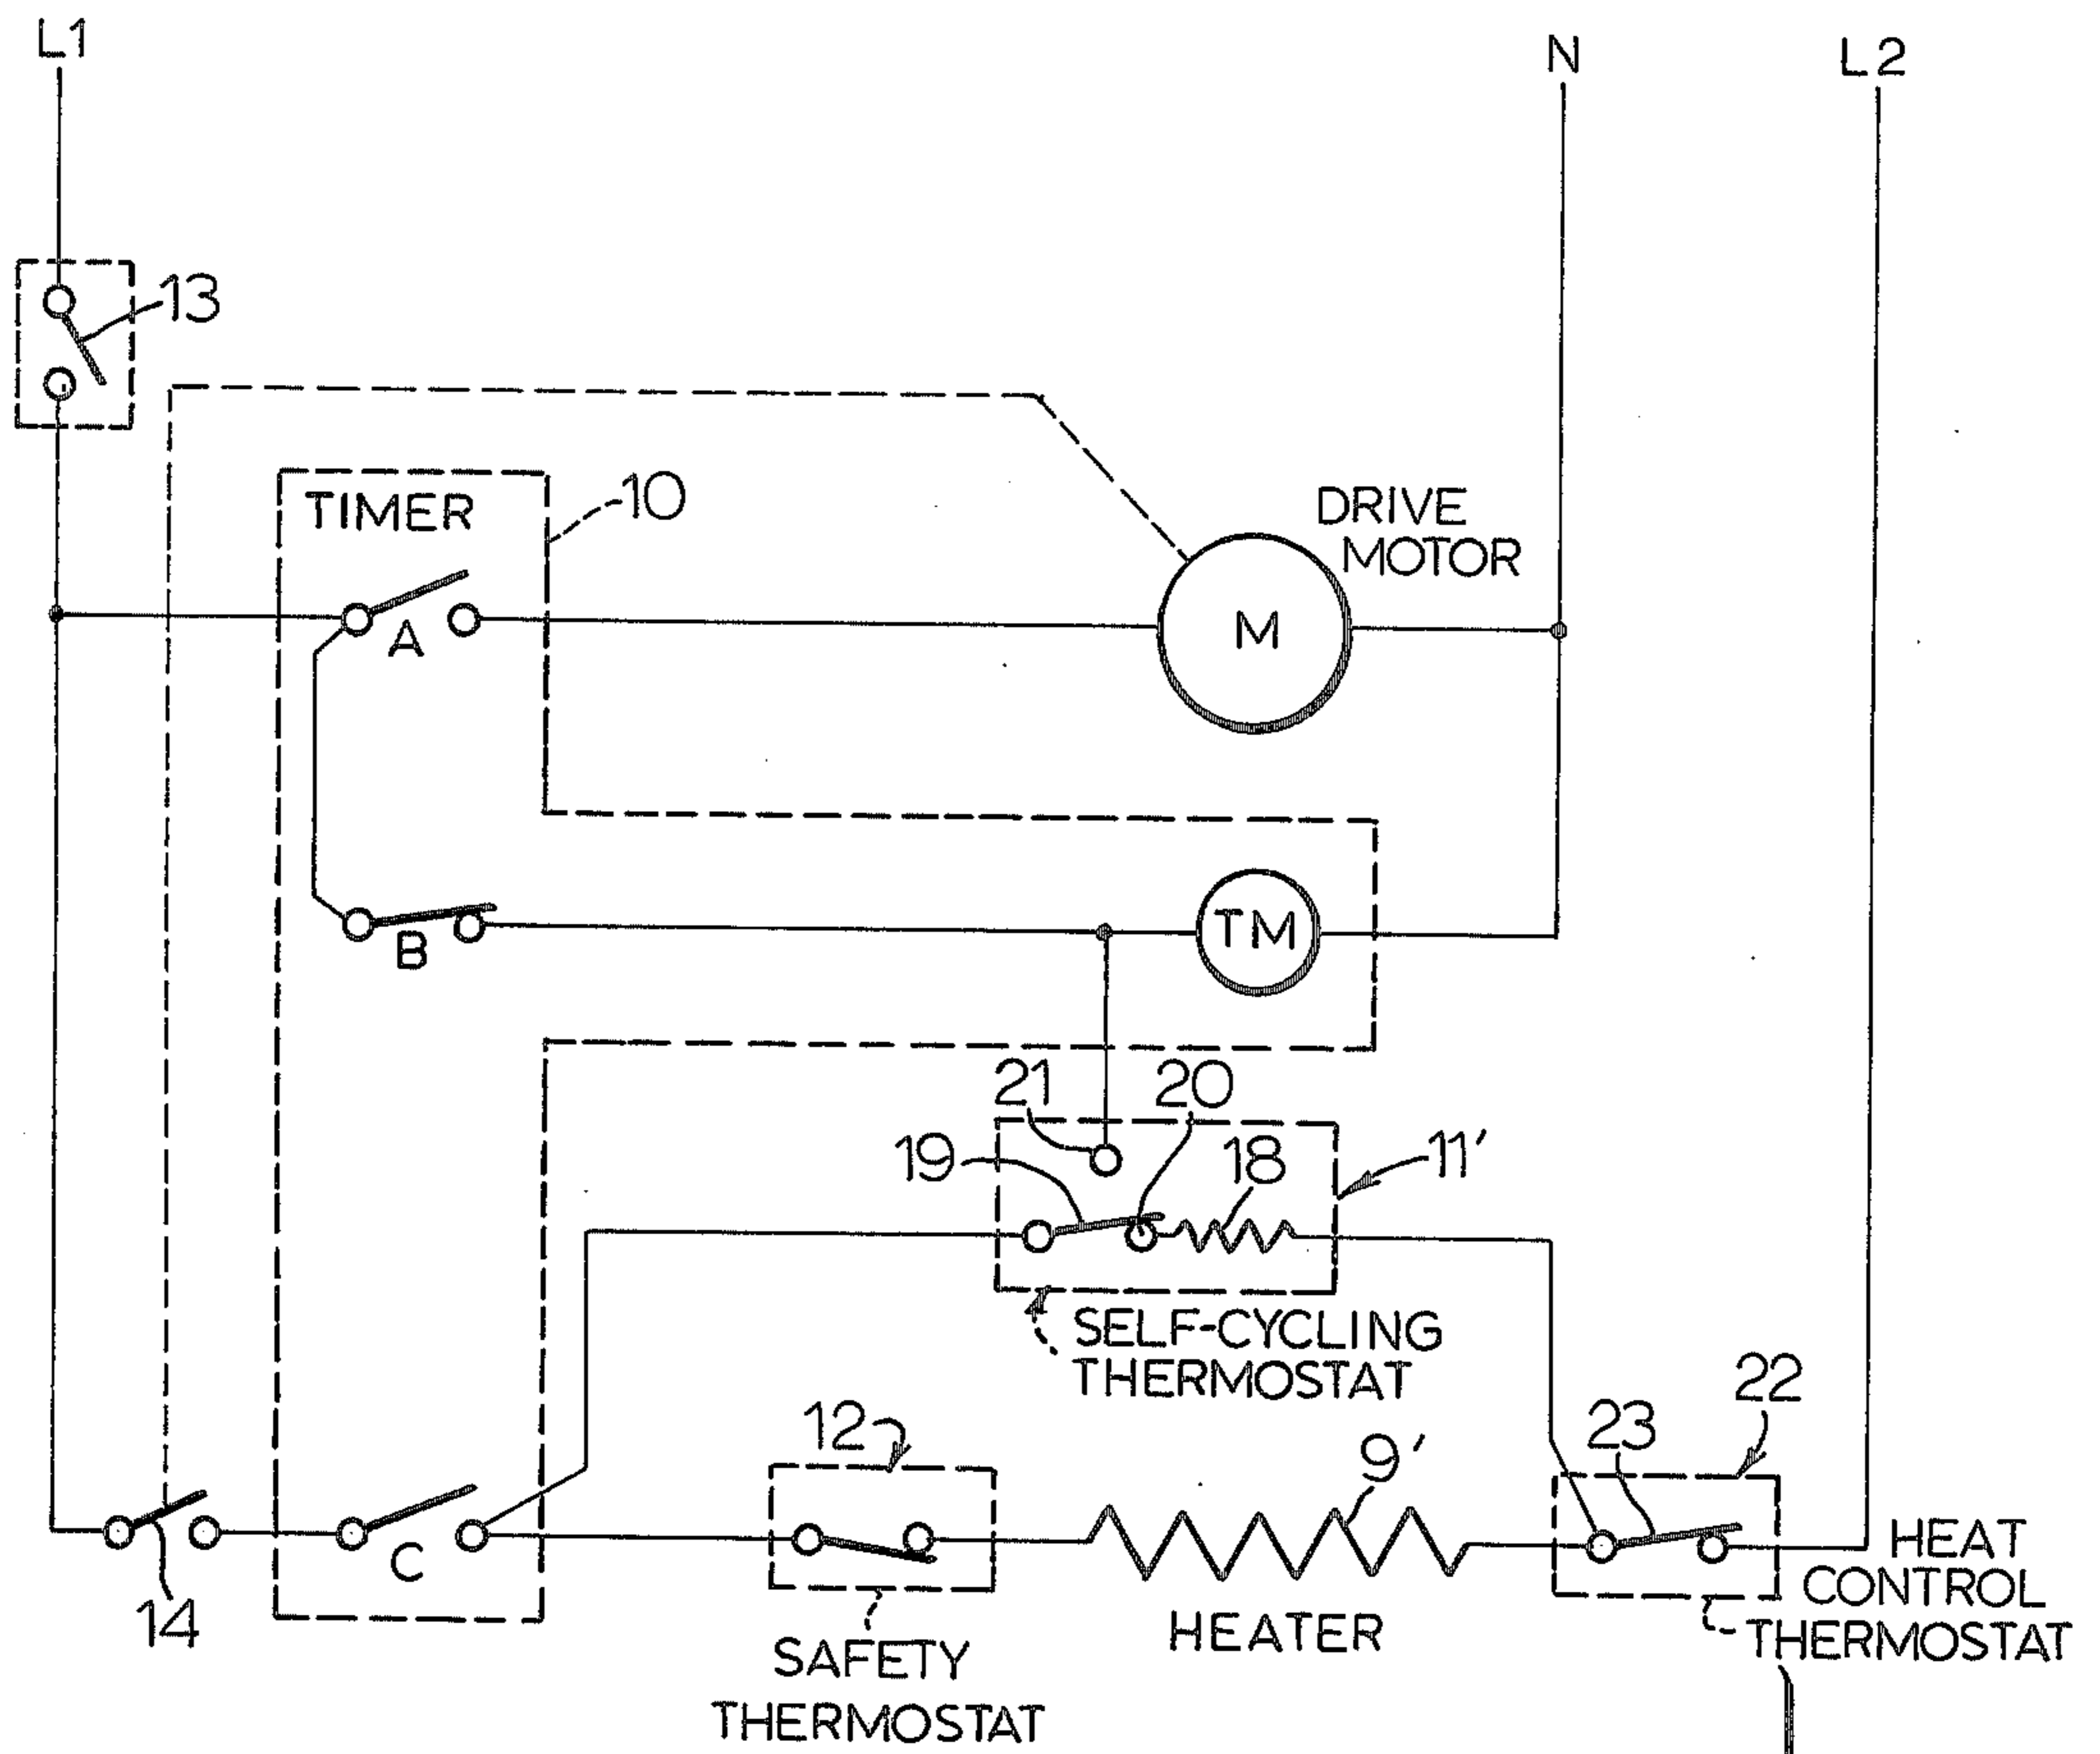 L1
N
L2
13
TIMER
10
DRIVE
MOTOR
A
M
B
TM
21
20
19
18
11'
SELF-CYCLING
THERMOSTAT
22
12
9'
23
C
14
HEATER
HEAT
CONTROL
THERMOSTAT
SAFETY
THERMOSTAT